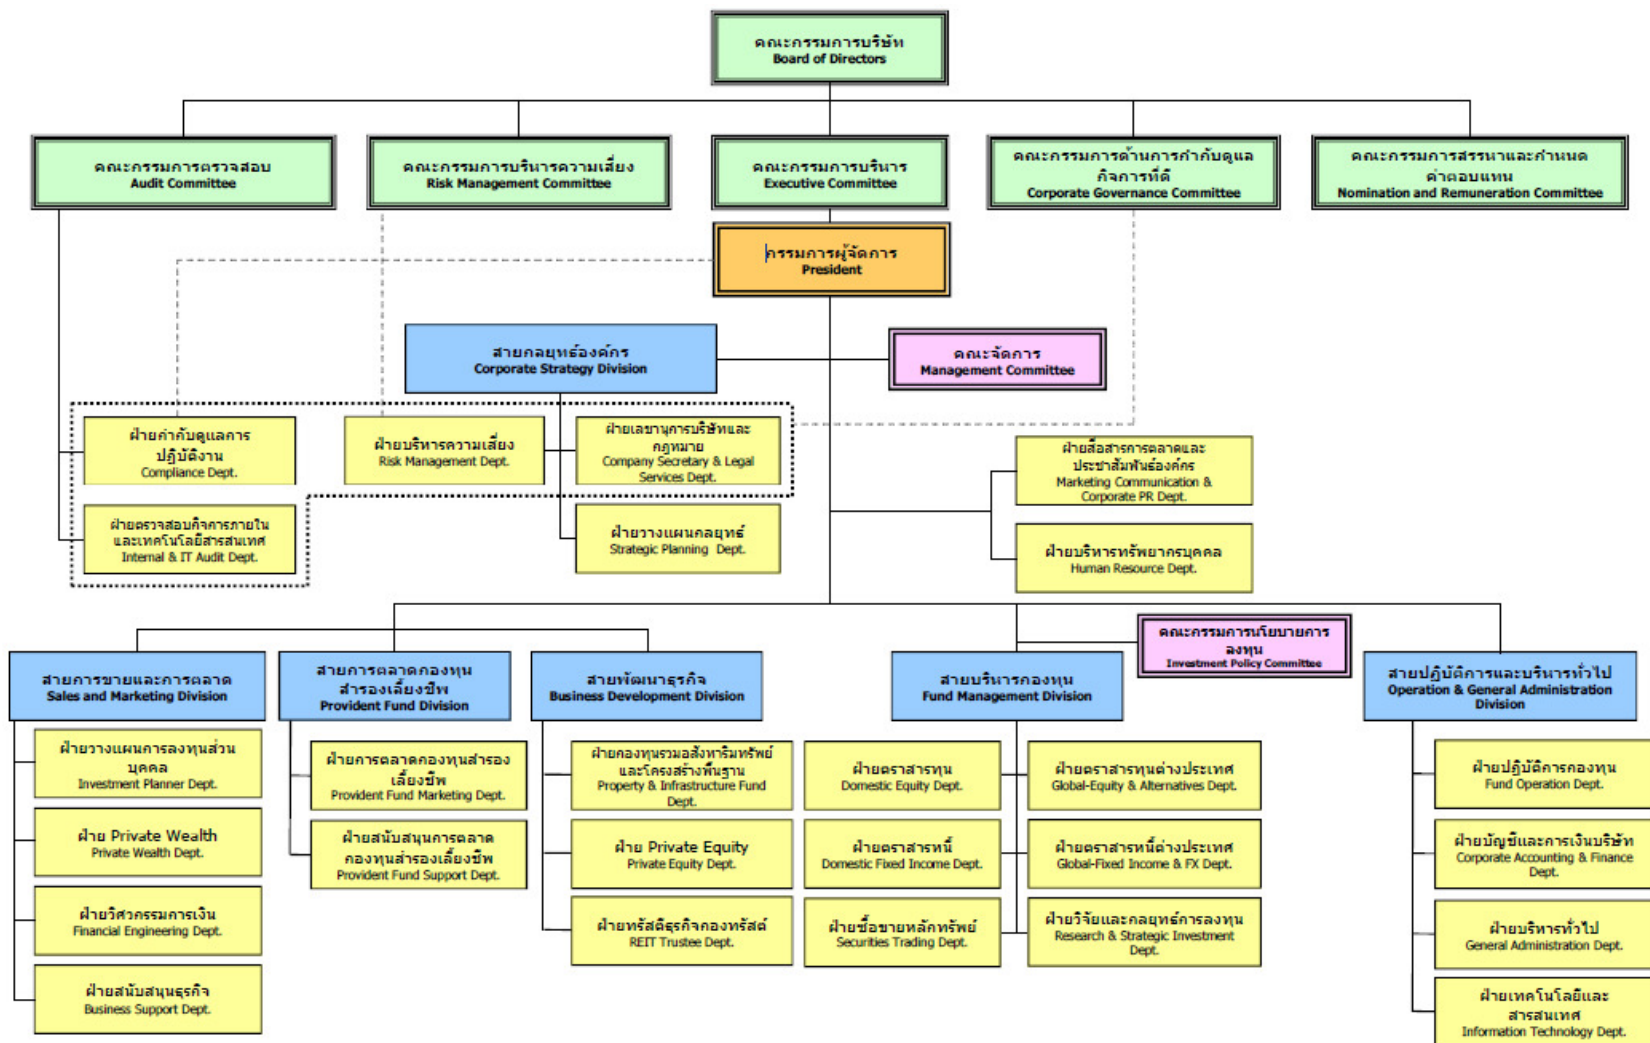 คณะกรรมการบริษัท
Board of Directors
คณะกรรมการตรวจสอบ
Audit Committee
คณะกรรมการบริหารความเสี่ยง
Risk Management Committee
คณะกรรมการบริหาร
Executive Committee
คณะกรรมการด้านการกำกับดูแล
กิจการที่ดี
Corporate Governance Committee
คณะกรรมการสรรหาและกำหนด
ค่าตอบแทน
Nomination and Remuneration Committee
กรรมการผู้จัดการ
President
สายกลยุทธ์องค์กร
Corporate Strategy Division
คณะจัดการ
Management Committee
ฝ่ายกำกับดูแลการ
ปฏิบัติงาน
Compliance Dept.
ฝ่ายบริหารความเสี่ยง
Risk Management Dept.
ฝ่ายเลขานุการบริษัทและ
กฎหมาย
Company Secretary & Legal
Services Dept.
ฝ่ายสื่อสารการตลาดและ
ประชาสัมพันธ์องค์กร
Marketing Communication &
Corporate PR Dept.
ฝ่ายตรวจสอบกิจการภายใน
และเทคโนโลยีสารสนเทศ
Internal & IT Audit Dept.
ฝ่ายวางแผนกลยุทธ์
Strategic Planning Dept.
ฝ่ายบริหารทรัพยากรบุคคล
Human Resource Dept.
คณะกรรมการนโยบายการ
ลงทุน
Investment Policy Committee
สายการขายและการตลาด
Sales and Marketing Division
สายการตลาดกองทุน
สำรองเลี้ยงชีพ
Provident Fund Division
สายพัฒนาธุรกิจ
Business Development Division
สายบริหารกองทุน
Fund Management Division
สายปฏิบัติการและบริหารทั่วไป
Operation & General Administration
Division
ฝ่ายวางแผนการลงทุนส่วน
บุคคล
Investment Planner Dept.
ฝ่ายการตลาดกองทุนสำรอง
เลี้ยงชีพ
Provident Fund Marketing Dept.
ฝ่ายกองทุนรวมอสังหาริมทรัพย์
และโครงสร้างพื้นฐาน
Property & Infrastructure Fund
Dept.
ฝ่ายตราสารทุน
Domestic Equity Dept.
ฝ่ายตราสารทุนต่างประเทศ
Global-Equity & Alternatives Dept.
ฝ่ายปฏิบัติการกองทุน
Fund Operation Dept.
ฝ่าย Private Wealth
Private Wealth Dept.
ฝ่ายสนับสนุนการตลาด
กองทุนสำรองเลี้ยงชีพ
Provident Fund Support Dept.
ฝ่าย Private Equity
Private Equity Dept.
ฝ่ายตราสารหนี้
Domestic Fixed Income Dept.
ฝ่ายตราสารหนี้ต่างประเทศ
Global-Fixed Income & FX Dept.
ฝ่ายบัญชีและการเงินบริษัท
Corporate Accounting & Finance
Dept.
ฝ่ายวิศวกรรมการเงิน
Financial Engineering Dept.
ฝ่ายทรัสตีธุรกิจกองทรัสต์
REIT Trustee Dept.
ฝ่ายซื้อขายหลักทรัพย์
Securities Trading Dept.
ฝ่ายวิจัยและกลยุทธ์การลงทุน
Research & Strategic Investment
Dept.
ฝ่ายบริหารทั่วไป
General Administration Dept.
ฝ่ายสนับสนุนธุรกิจ
Business Support Dept.
ฝ่ายเทคโนโลยีและ
สารสนเทศ
Information Technology Dept.